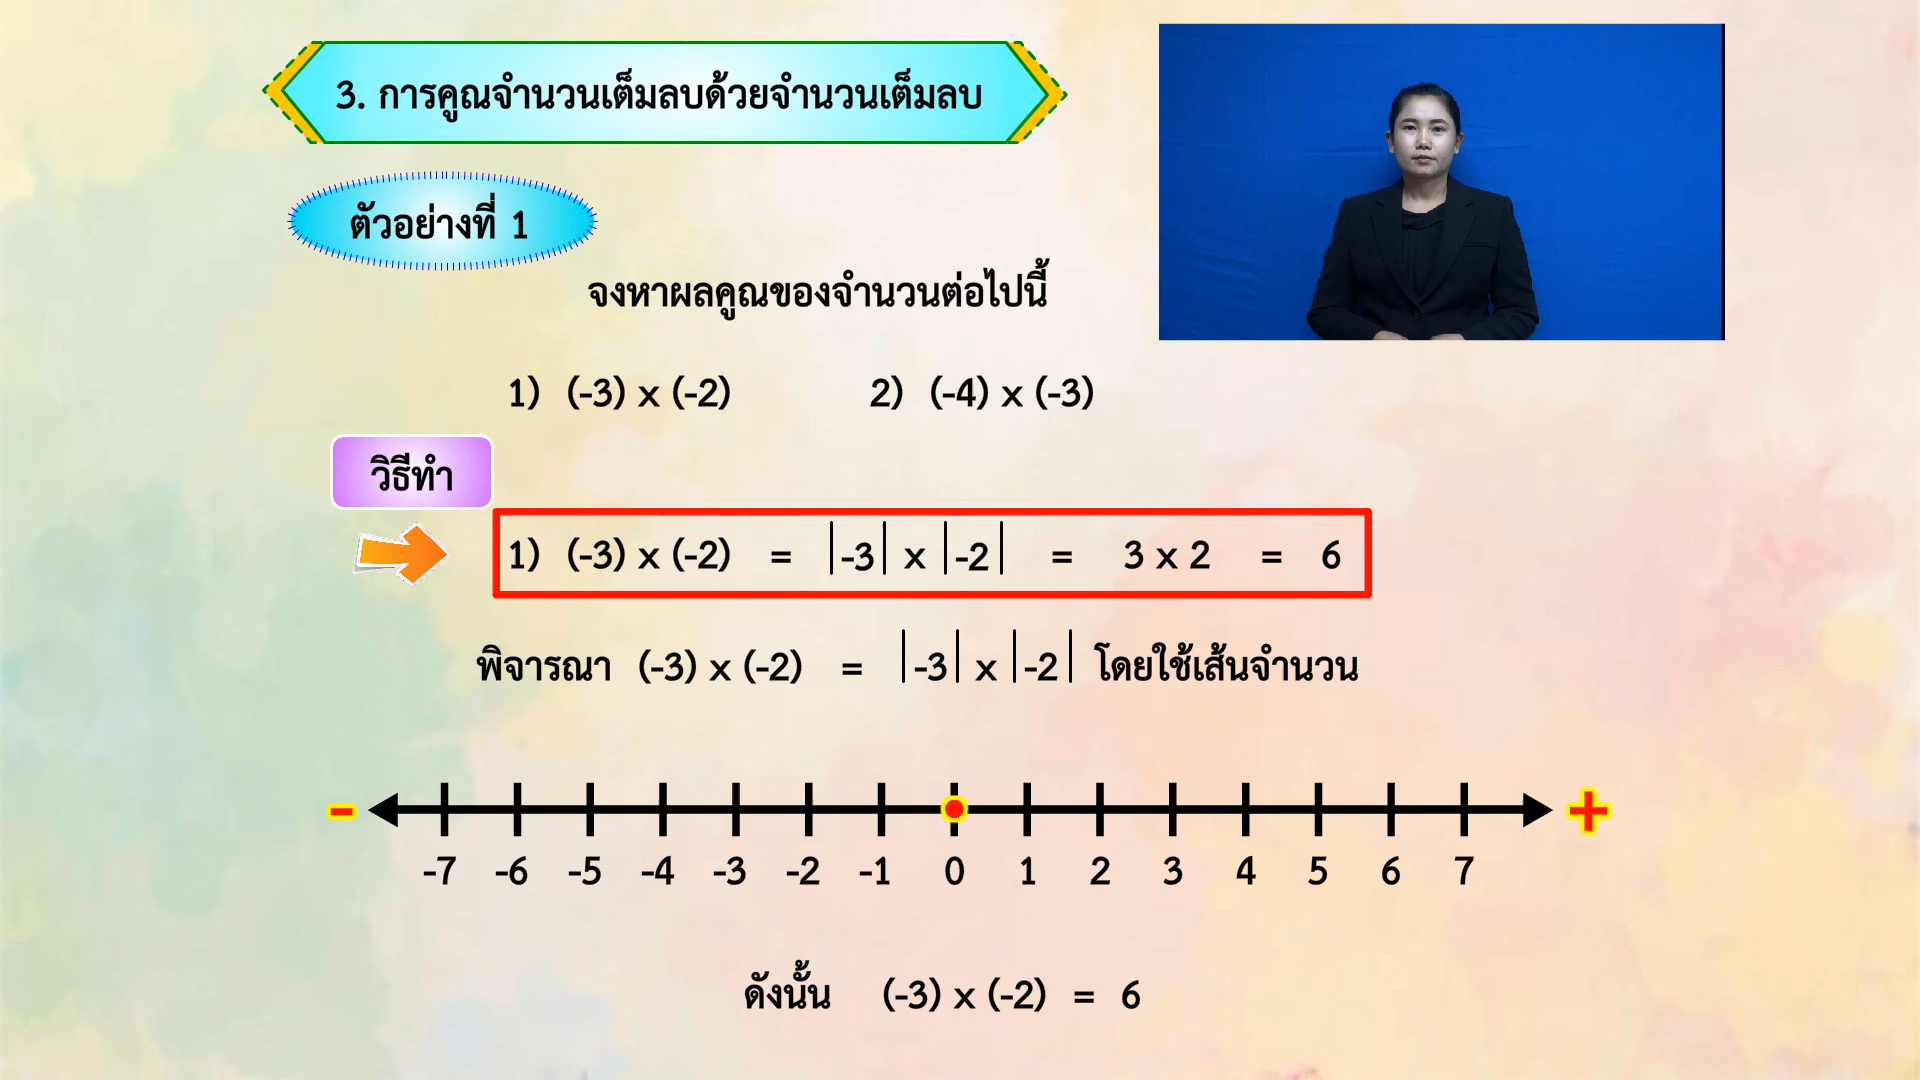 3. การคูณจำนวนเต็มลบด้วยจำนวนเต็มลบ
ตัวอย่างที่ 1
จงหาผลคูณของจำนวนต่อไปนี้
1) (-3) x (-2) 2) (-4) x (-3)
วิธีทำ
1) (-3) x (-2) = |-3| x |-2| = 3 x 2 = 6
พิจารณา (-3) x (-2) = |-3| x |-2| โดยใช้เส้นจำนวน
- +
-7 -6 -5 -4 -3 -2 -1 0 1 2 3 4 5 6 7
ดังนั้น (-3) x (-2) = 6